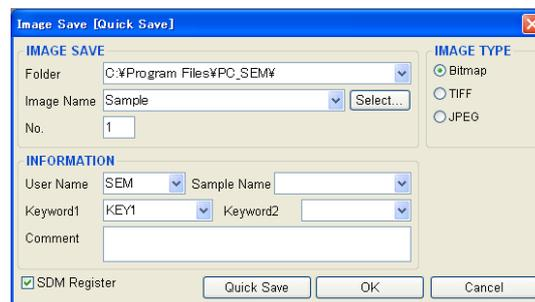 Image Save [Quick Save]
IMAGE SAVE
Folder C:¥Program Files¥PC_SEM¥
Image Name Sample Select...
No. 1
IMAGE TYPE
Bitmap
TIFF
JPEG
INFORMATION
User Name SEM Sample Name
Keyword1 KEY1 Keyword2
Comment
SDM Register Quick Save OK Cancel